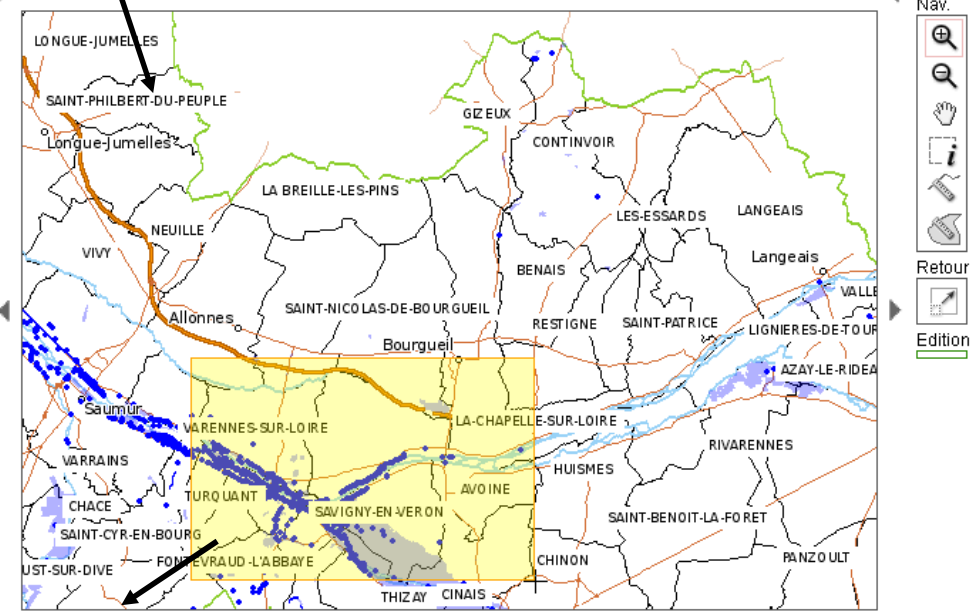 Nav.
LONGUE-JUMELLES
SAINT-PHILBERT-DU-PEUPLE
GIZEUX
Longue-Jumelles
CONTINVOIR
LA BREILLE-LES-PINS
LES-ESSARDS
LANGEAIS
NEUILLE
VIVY
Langeais
BENAIS
Retour
VALLE
SAINT-NICOLAS-DE-BOURGUEIL
Allonnes
RESTIGNE
SAINT-PATRICE
LIGNIERES-DE-TOUR
Bourgueil
Edition
AZAY-LE-RIDEA
Saumur
LA-CHAPELLE-SUR-LOIRE
VARENNES-SUR-LOIRE
RIVARENNES
VARRAINS
HUISMES
AVOINE
TURQUANT
CHACE
SAVIGNY-EN-VERON
SAINT-BENOIT-LA-FORET
SAINT-CYR-EN-BOURG
PANZOULT
FONTEVRAUD-L'ABBAYE
CHINON
UST-SUR-DIVE
THIZAY
CINAIS